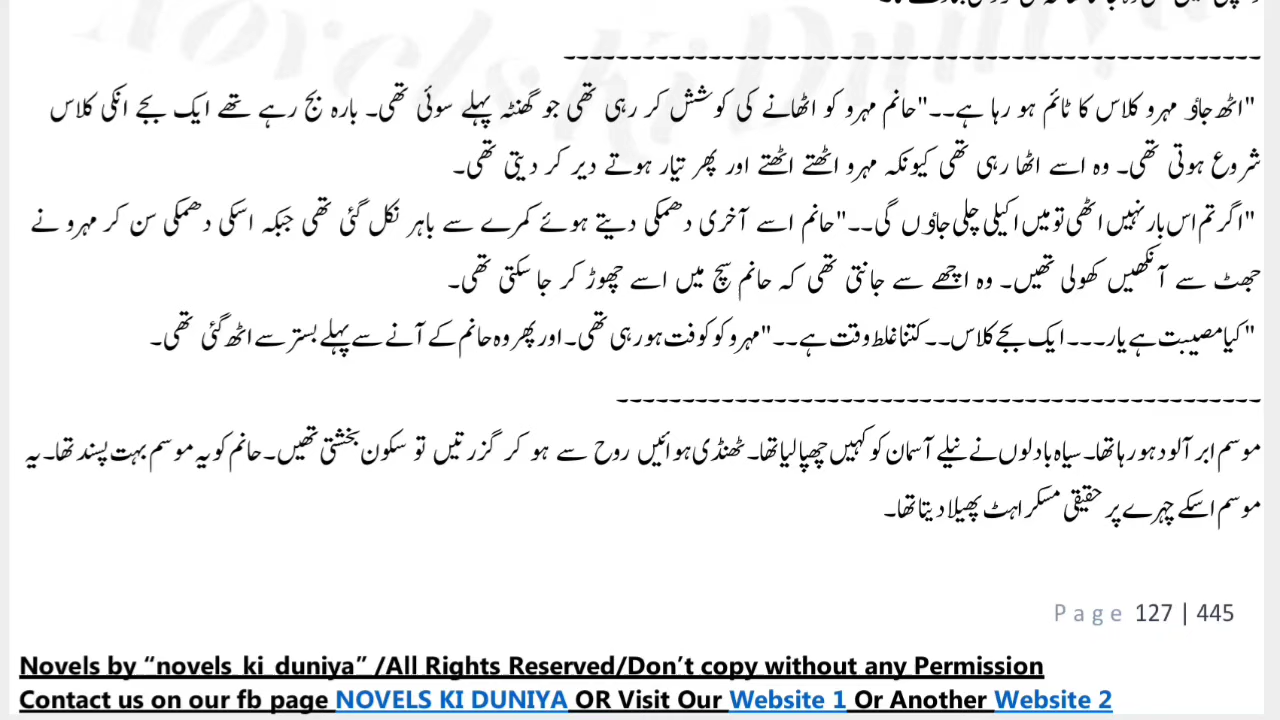 "اٹھ جاؤ مہرو کلاس کا ٹائم ہو رہا ہے۔۔"حانم مہرو کو اٹھانے کی کوشش کر رہی تھی جو گھنٹہ پہلے سوئی تھی۔ بارہ بج رہے تھے ایک بجے انکی کلاس
شروع ہوتی تھی۔ وہ اسے اٹھا رہی تھی کیونکہ مہرو اٹھتے اٹھتے اور پھر تیار ہوتے دیر کر دیتی تھی۔
"اگر تم اس بار نہیں اٹھی تو میں اکیلی چلی جاؤں گی۔۔"حانم اسے آخری دھمکی دیتے ہوئے کمرے سے باہر نکل گئی تھی جبکہ اسکی دھمکی سن کر مہرو نے
جھٹ سے آنکھیں کھولی تھیں۔ وہ اچھے سے جانتی تھی کہ حانم سچ میں اسے چھوڑ کر جا سکتی تھی۔
"کیا مصیبت ہے یار۔۔۔ ایک بجے کلاس۔۔ کتنا غلط وقت ہے۔۔"مہرو کو کوفت ہو رہی تھی۔ اور پھر وہ حانم کے آنے سے پہلے بستر سے اٹھ گئی تھی۔
موسم ابر آلود ہو رہا تھا۔ سیاہ بادلوں نے نیلے آسمان کو کہیں چھپا لیا تھا۔ ٹھنڈی ہوائیں روح سے ہو کر گزرتیں تو سکون بخشتی تھیں۔ حانم کو یہ موسم بہت پسند تھا۔ یہ
موسم اسکے چہرے پر حقیقی مسکراہٹ پھیلا دیتا تھا۔
Page 127 | 445
Novels by “novels_ki_duniya” /All Rights Reserved/Don’t copy without any Permission
Contact us on our fb page NOVELS KI DUNIYA OR Visit Our Website 1 Or Another Website 2